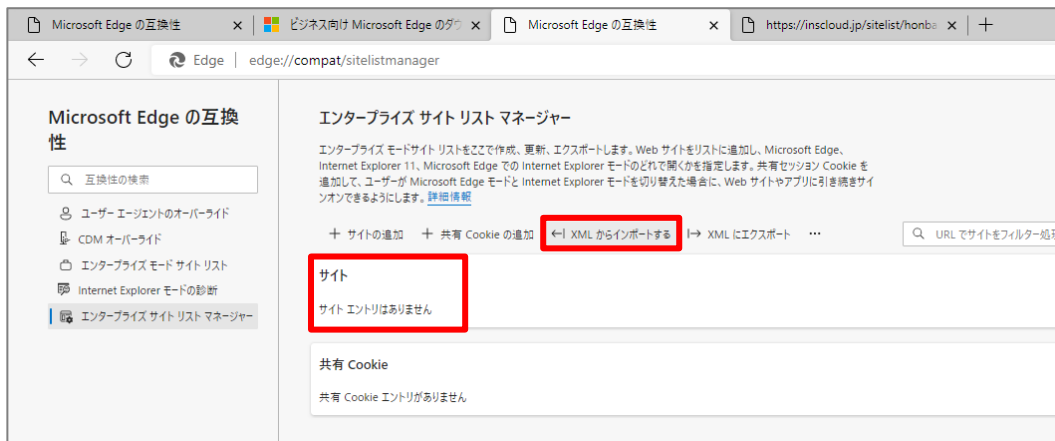 Microsoft Edge の互換性
ビジネス向け Microsoft Edge のダウ
Microsoft Edge の互換性
https://inscloud.jp/sitelist/honba
Edge
edge://compat/sitelistmanager
Microsoft Edge の互換
性
互換性の検索
ユーザー エージェントのオーバーライド
CDM オーバーライド
エンタープライズ モード サイト リスト
Internet Explorer モードの診断
エンタープライズ サイト リスト マネージャー
エンタープライズ サイト リスト マネージャー
エンタープライズ モードサイト リストをここで作成、更新、エクスポートします。Web サイトをリストに追加し、Microsoft Edge、
Internet Explorer 11、Microsoft Edge での Internet Explorer モードのどれで開くかを指定します。共有セッション Cookie を
追加して、ユーザーが Microsoft Edge モードと Internet Explorer モードを切り替えた場合に、Web サイトやアプリに引き続きサイ
ンオンできるようにします。詳細情報
サイトの追加 共有 Cookie の追加 XML からインポートする XML にエクスポート ... URL でサイトをフィルター処理
サイト
サイト エントリはありません
共有 Cookie
共有 Cookie エントリがありません